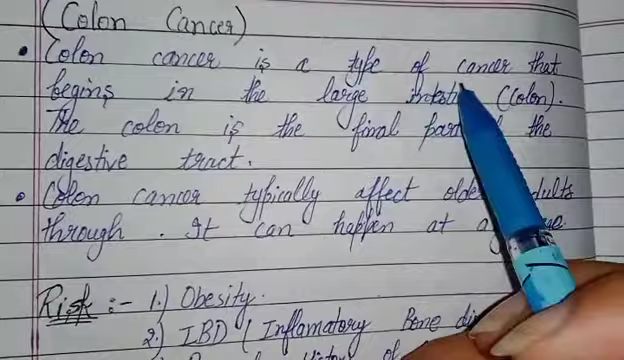 (Colon Cancer)
• Colon cancer is a type of cancer that
begins in the large intesti (Colon).
The colon is the final par the
digestive tract.
• Colon cancer typically affect olde dults
through. It can happen at a
Risk :- 1.) Obesity.
2.) IBD (Inflamatory Bone di